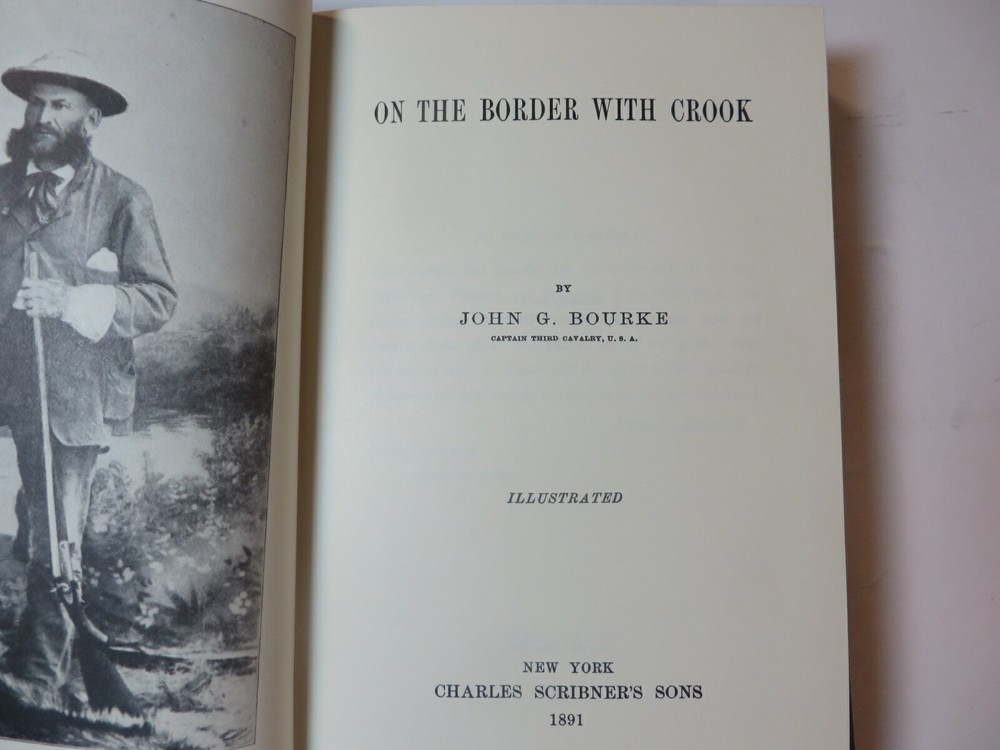 ON THE BORDER WITH CROOK
BY
JOHN G. BOURKE
CAPTAIN THIRD CAVALRY, U. S. A.
ILLUSTRATED
NEW YORK
CHARLES SCRIBNER'S SONS
1891